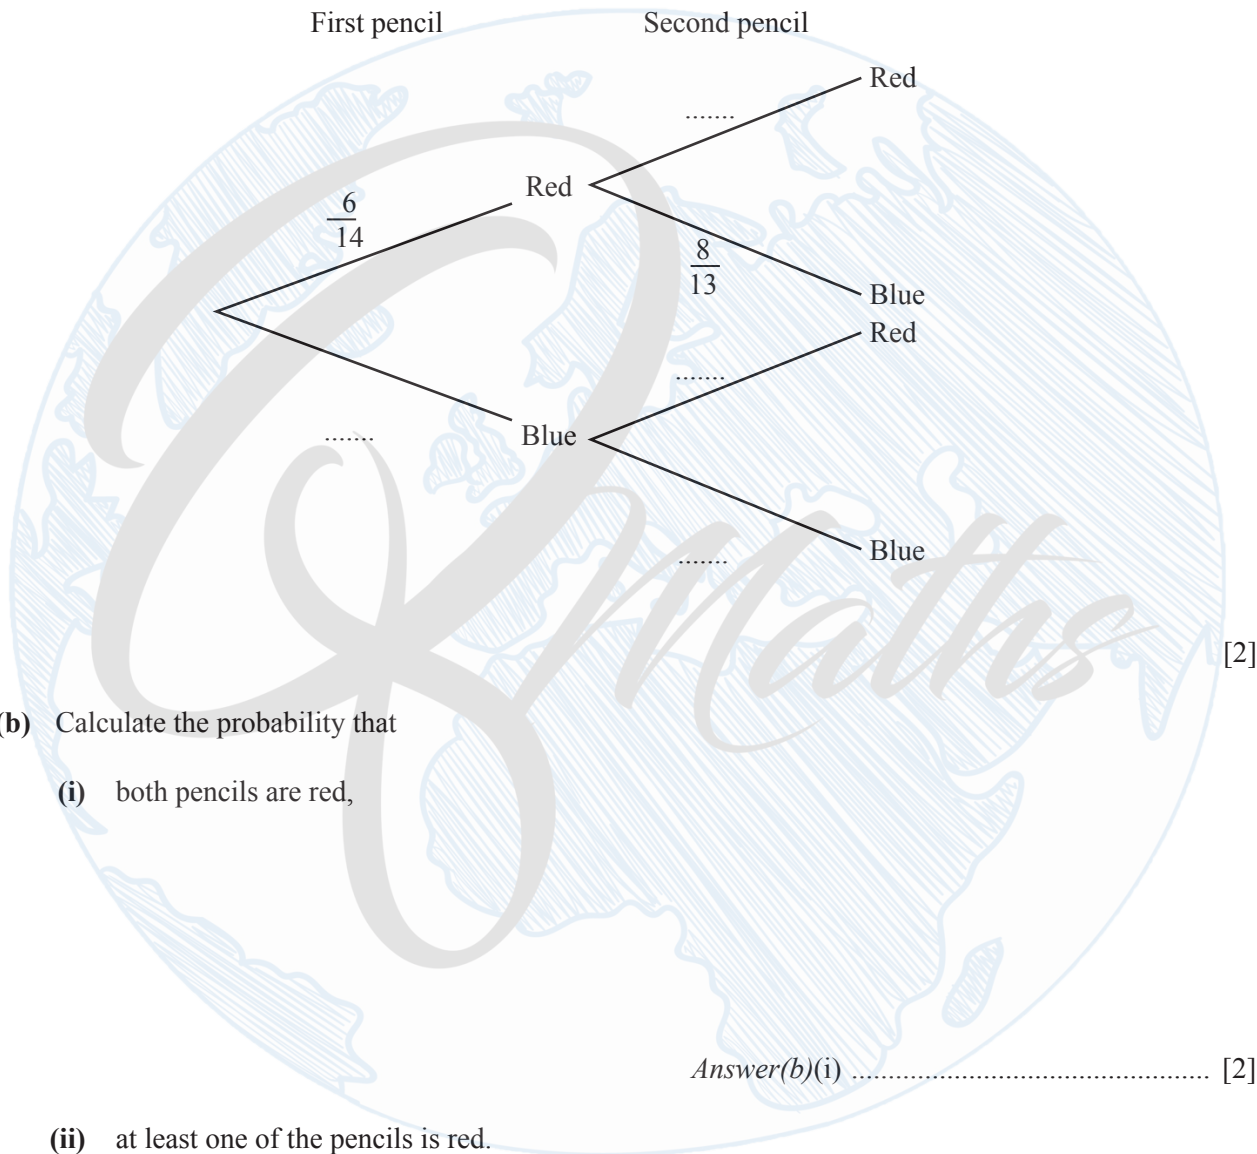 First pencil Second pencil
Red
.......
Red
6
14
8
13
Blue
Red
.......
Blue
.......
Blue
.......
Maths
[2]
(b) Calculate the probability that
(i) both pencils are red,
Answer(b)(i) ................................................ [2]
(ii) at least one of the pencils is red.